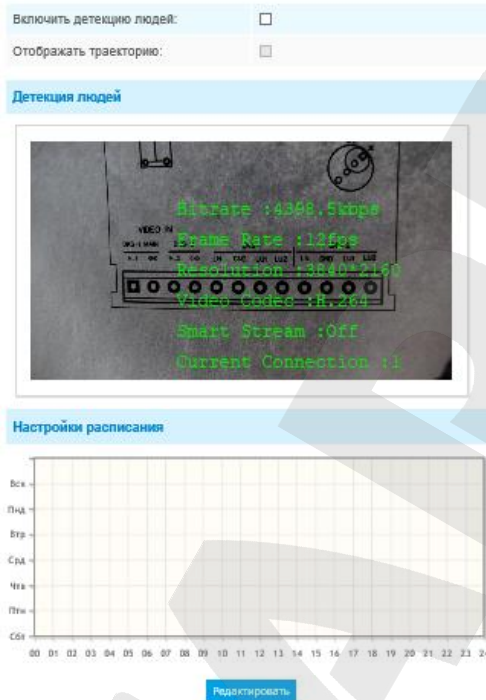 Включить детекцию людей:
Отображать траекторию:
Детекция людей
Bitrate :4398.5kbps
VIDEO IN
Frame Rate :12fps
Resolution :3840*2160
Video Codec :H.264
Smart Stream :Off
Current Connection :1
Настройки расписания
Вск
Пнд
Втр
Срд
Чтв
Птн
Сбт
00 01 02 03 04 05 06 07 08 09 10 11 12 13 14 15 16 17 18 19 20 21 22 23
Редактировать